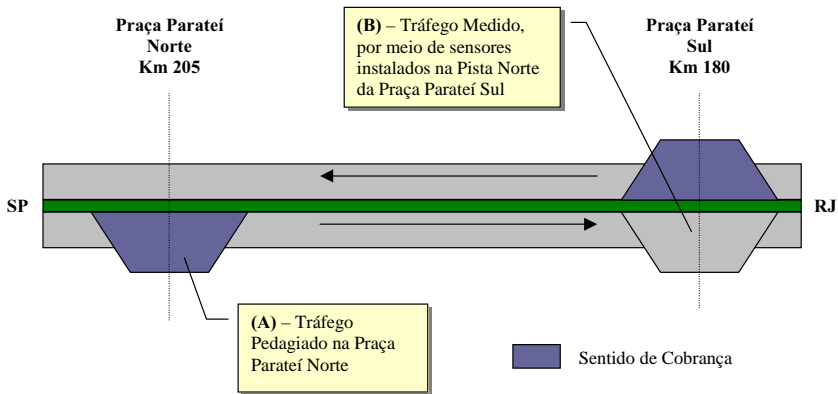 Praça Parateí
Norte
Km 205
(B) – Tráfego Medido,
por meio de sensores
instalados na Pista Norte
da Praça Parateí Sul
Praça Parateí
Sul
Km 180
SP
RJ
(A) – Tráfego
Pedagiado na Praça
Parateí Norte
Sentido de Cobrança